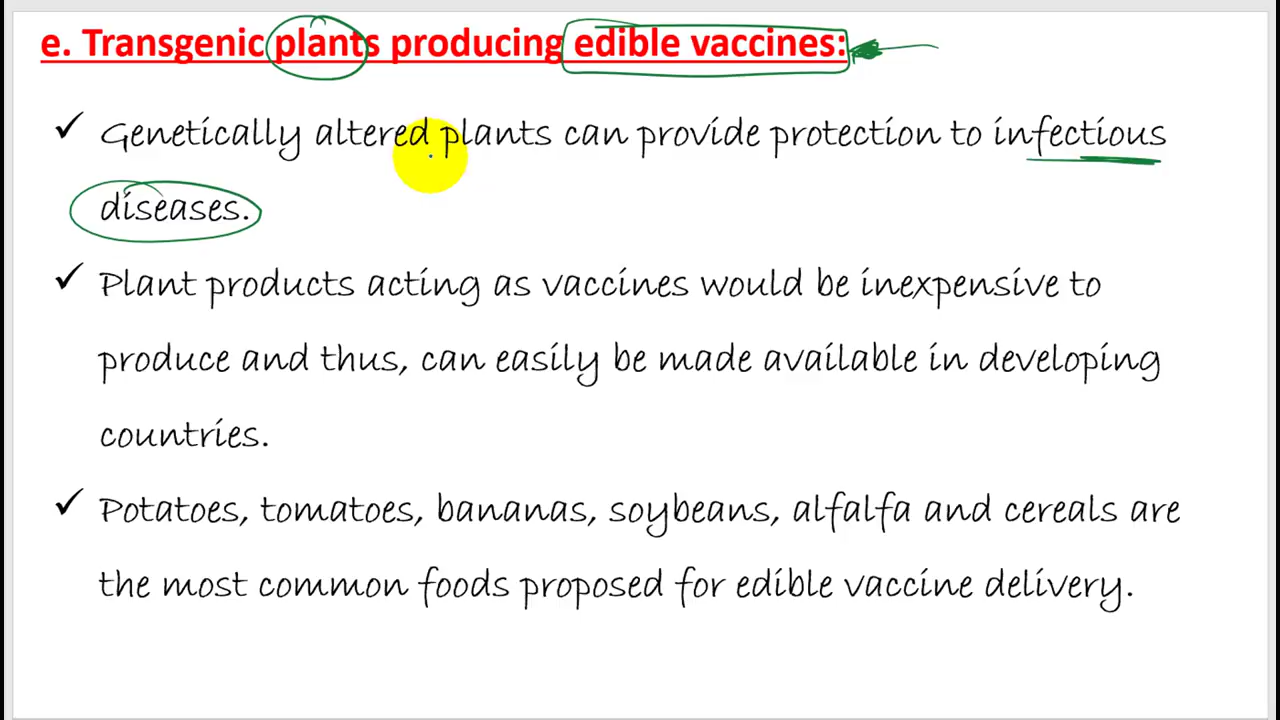 e. Transgenic plants producing edible vaccines:
✓ Genetically altered plants can provide protection to infectious
diseases.
✓ Plant products acting as vaccines would be inexpensive to
produce and thus, can easily be made available in developing
countries.
✓ Potatoes, tomatoes, bananas, soybeans, alfalfa and cereals are
the most common foods proposed for edible vaccine delivery.